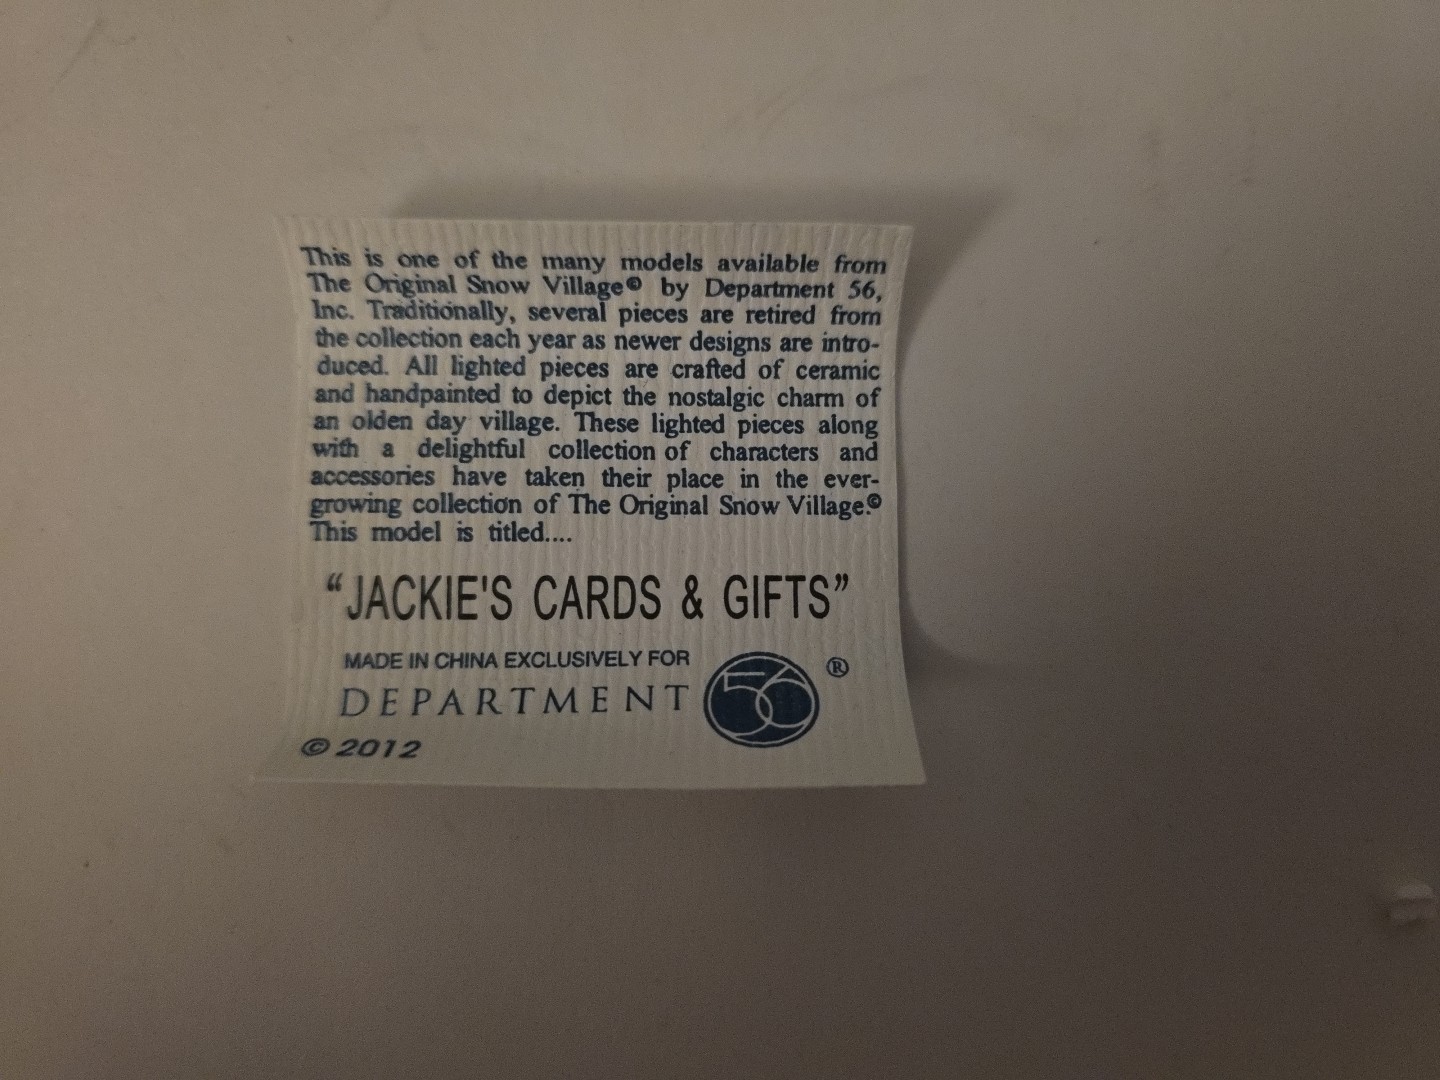 This is one of the many models available from
The Original Snow Village© by Department 56,
Inc. Traditionally, several pieces are retired from
the collection each year as newer designs are intro-
duced. All lighted pieces are crafted of ceramic
and handpainted to depict the nostalgic charm of
an olden day village. These lighted pieces along
with a delightful collection of characters and
accessories have taken their place in the ever-
growing collection of The Original Snow Village.©
This model is titled....
“JACKIE'S CARDS & GIFTS”
MADE IN CHINA EXCLUSIVELY FOR
DEPARTMENT 56 ®
© 2012